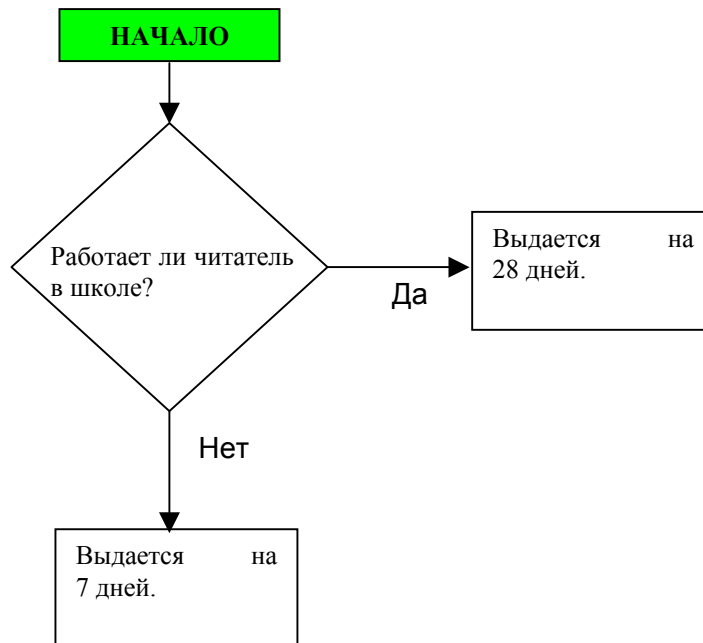 НАЧАЛО
Работает ли читатель
в школе?
Да
Выдается на
28 дней.
Нет
Выдается на
7 дней.